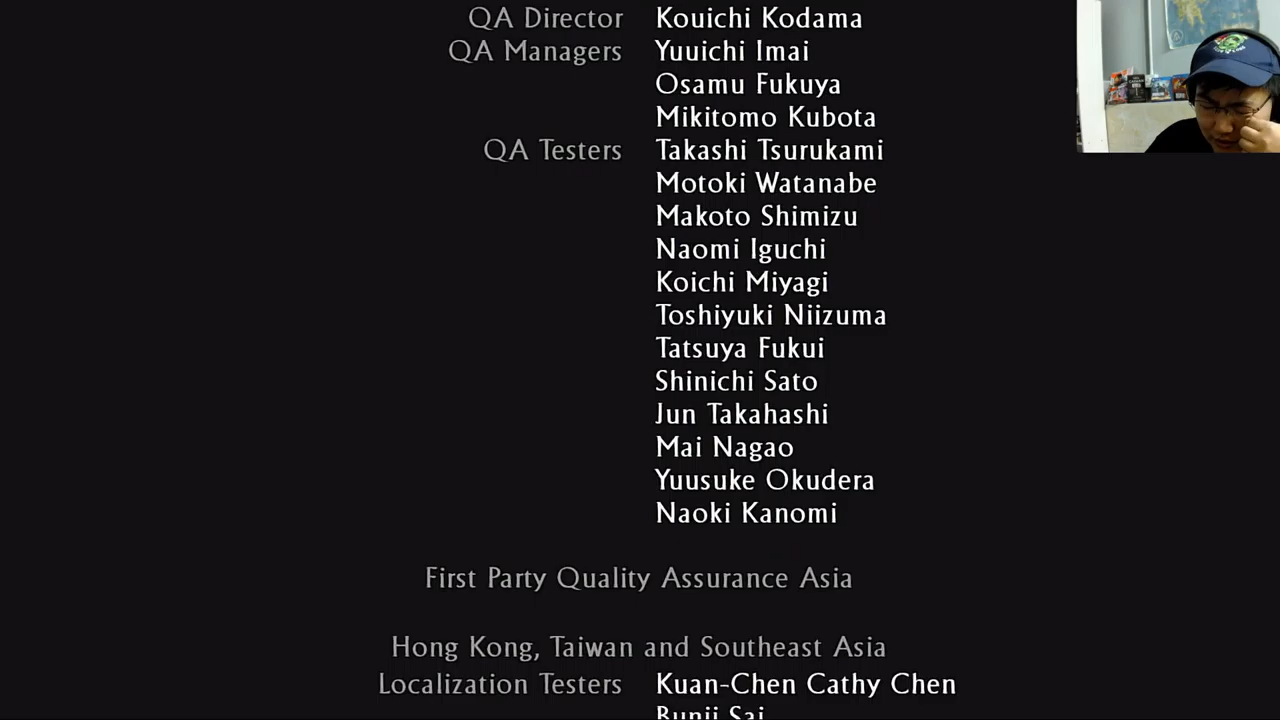 QA Director Kouichi Kodama
QA Managers Yuuichi Imai
Osamu Fukuya
Mikitomo Kubota
QA Testers Takashi Tsurukami
Motoki Watanabe
Makoto Shimizu
Naomi Iguchi
Koichi Miyagi
Toshiyuki Niizuma
Tatsuya Fukui
Shinichi Sato
Jun Takahashi
Mai Nagao
Yuusuke Okudera
Naoki Kanomi
First Party Quality Assurance Asia
Hong Kong, Taiwan and Southeast Asia
Localization Testers Kuan-Chen Cathy Chen
Bunji Sai